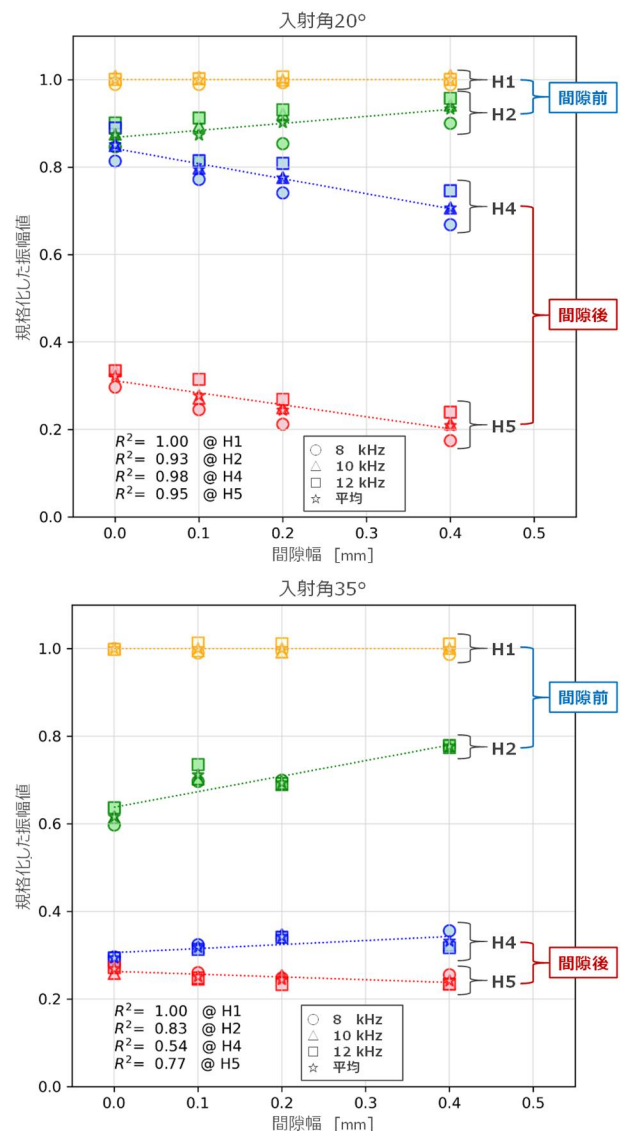 入射角20°
1.0
0.8
0.6
0.4
0.2
0.0
規格化した振幅値
H1
H2
H4
H5
間隙前
間隙後
R²= 1.00 @ H1
R²= 0.93 @ H2
R²= 0.98 @ H4
R²= 0.95 @ H5
8 kHz
10 kHz
12 kHz
平均
0.0 0.1 0.2 0.3 0.4 0.5
間隙幅 [mm]
入射角35°
1.0
0.8
0.6
0.4
0.2
0.0
規格化した振幅値
H1
H2
H4
H5
間隙前
間隙後
R²= 1.00 @ H1
R²= 0.83 @ H2
R²= 0.54 @ H4
R²= 0.77 @ H5
8 kHz
10 kHz
12 kHz
平均
0.0 0.1 0.2 0.3 0.4 0.5
間隙幅 [mm]